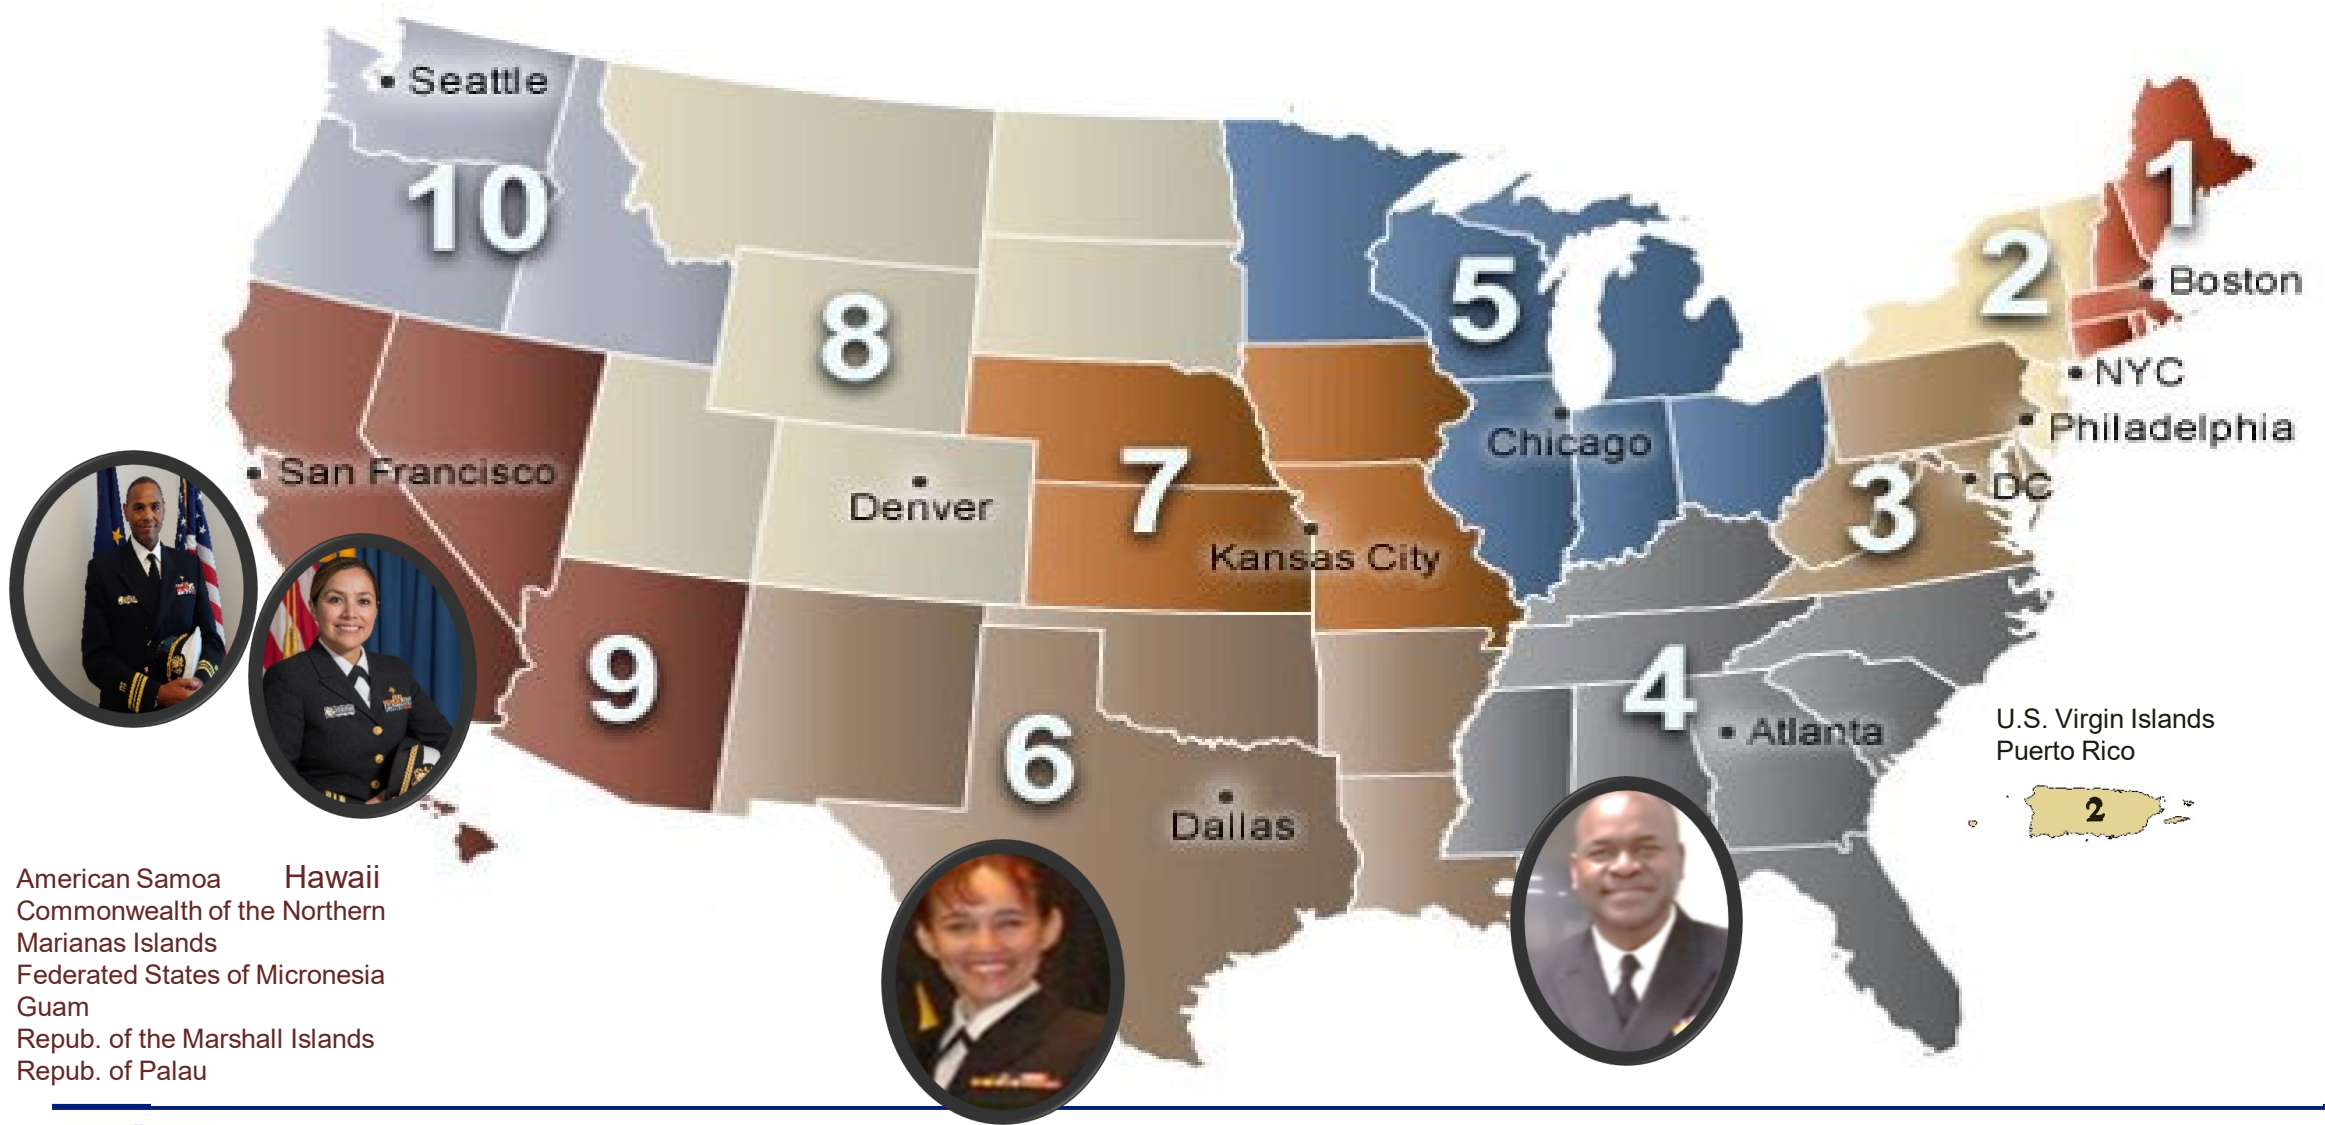 Seattle
10
1
2
Boston
5
8
NYC
Philadelphia
Chicago
San Francisco
7
DC
3
Denver
Kansas City
9
4
U.S. Virgin Islands
Puerto Rico
Atlanta
6
2
Dallas
American Samoa Hawaii
Commonwealth of the Northern
Marianas Islands
Federated States of Micronesia
Guam
Repub. of the Marshall Islands
Repub. of Palau